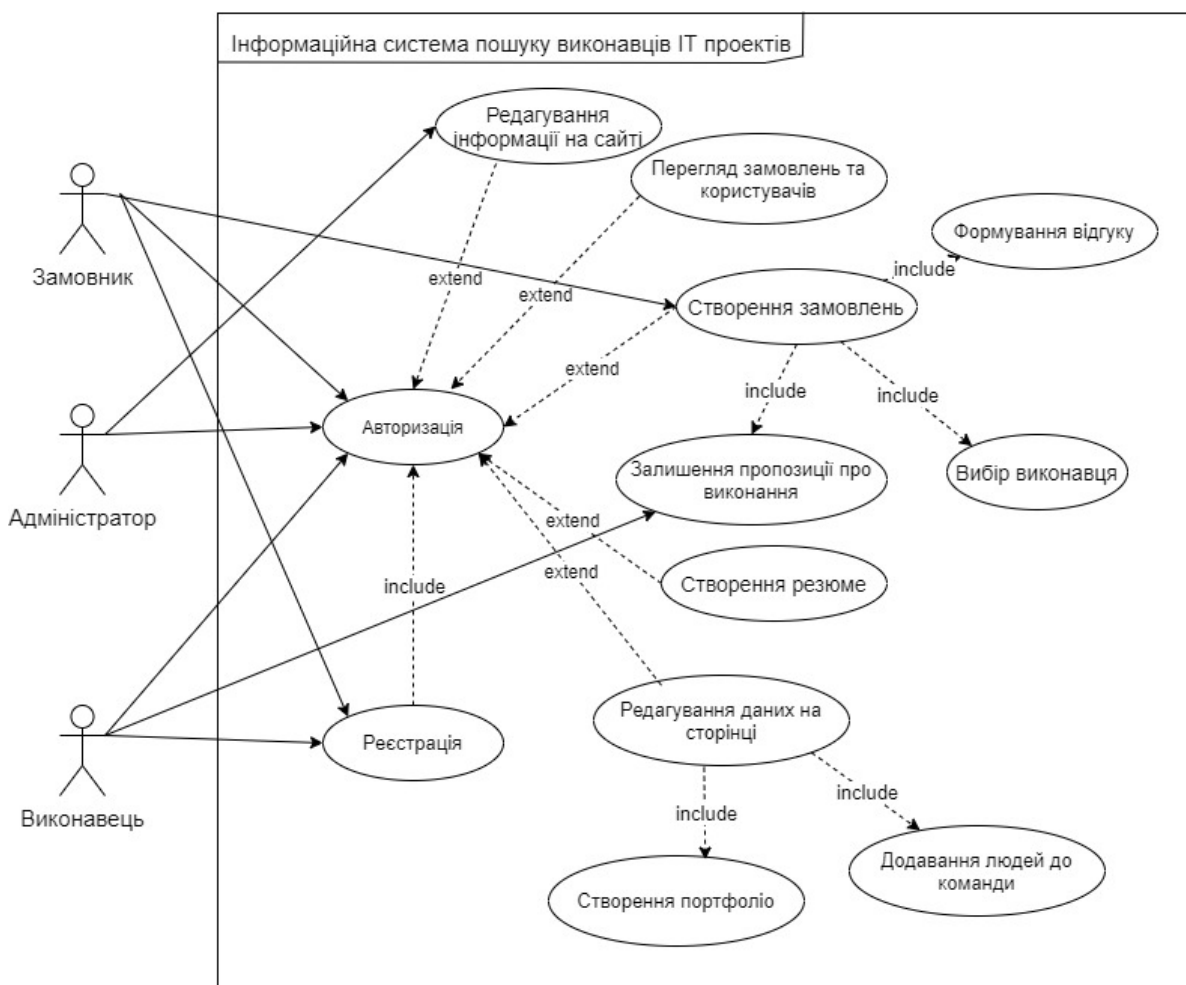 Інформаційна система пошуку виконавців ІТ проектів
Редагування
інформації на сайті
Перегляд замовлень та
користувачів
Формування відгуку
include
Замовник
extend
extend
Створення замовлень
extend
include
include
Авторизація
Адміністратор
Залишення пропозиції про
виконання
Вибір виконавця
extend
extend
Створення резюме
include
Редагування даних на
сторінці
Реєстрація
Виконавець
include
include
Створення портфоліо
Додавання людей до
команди